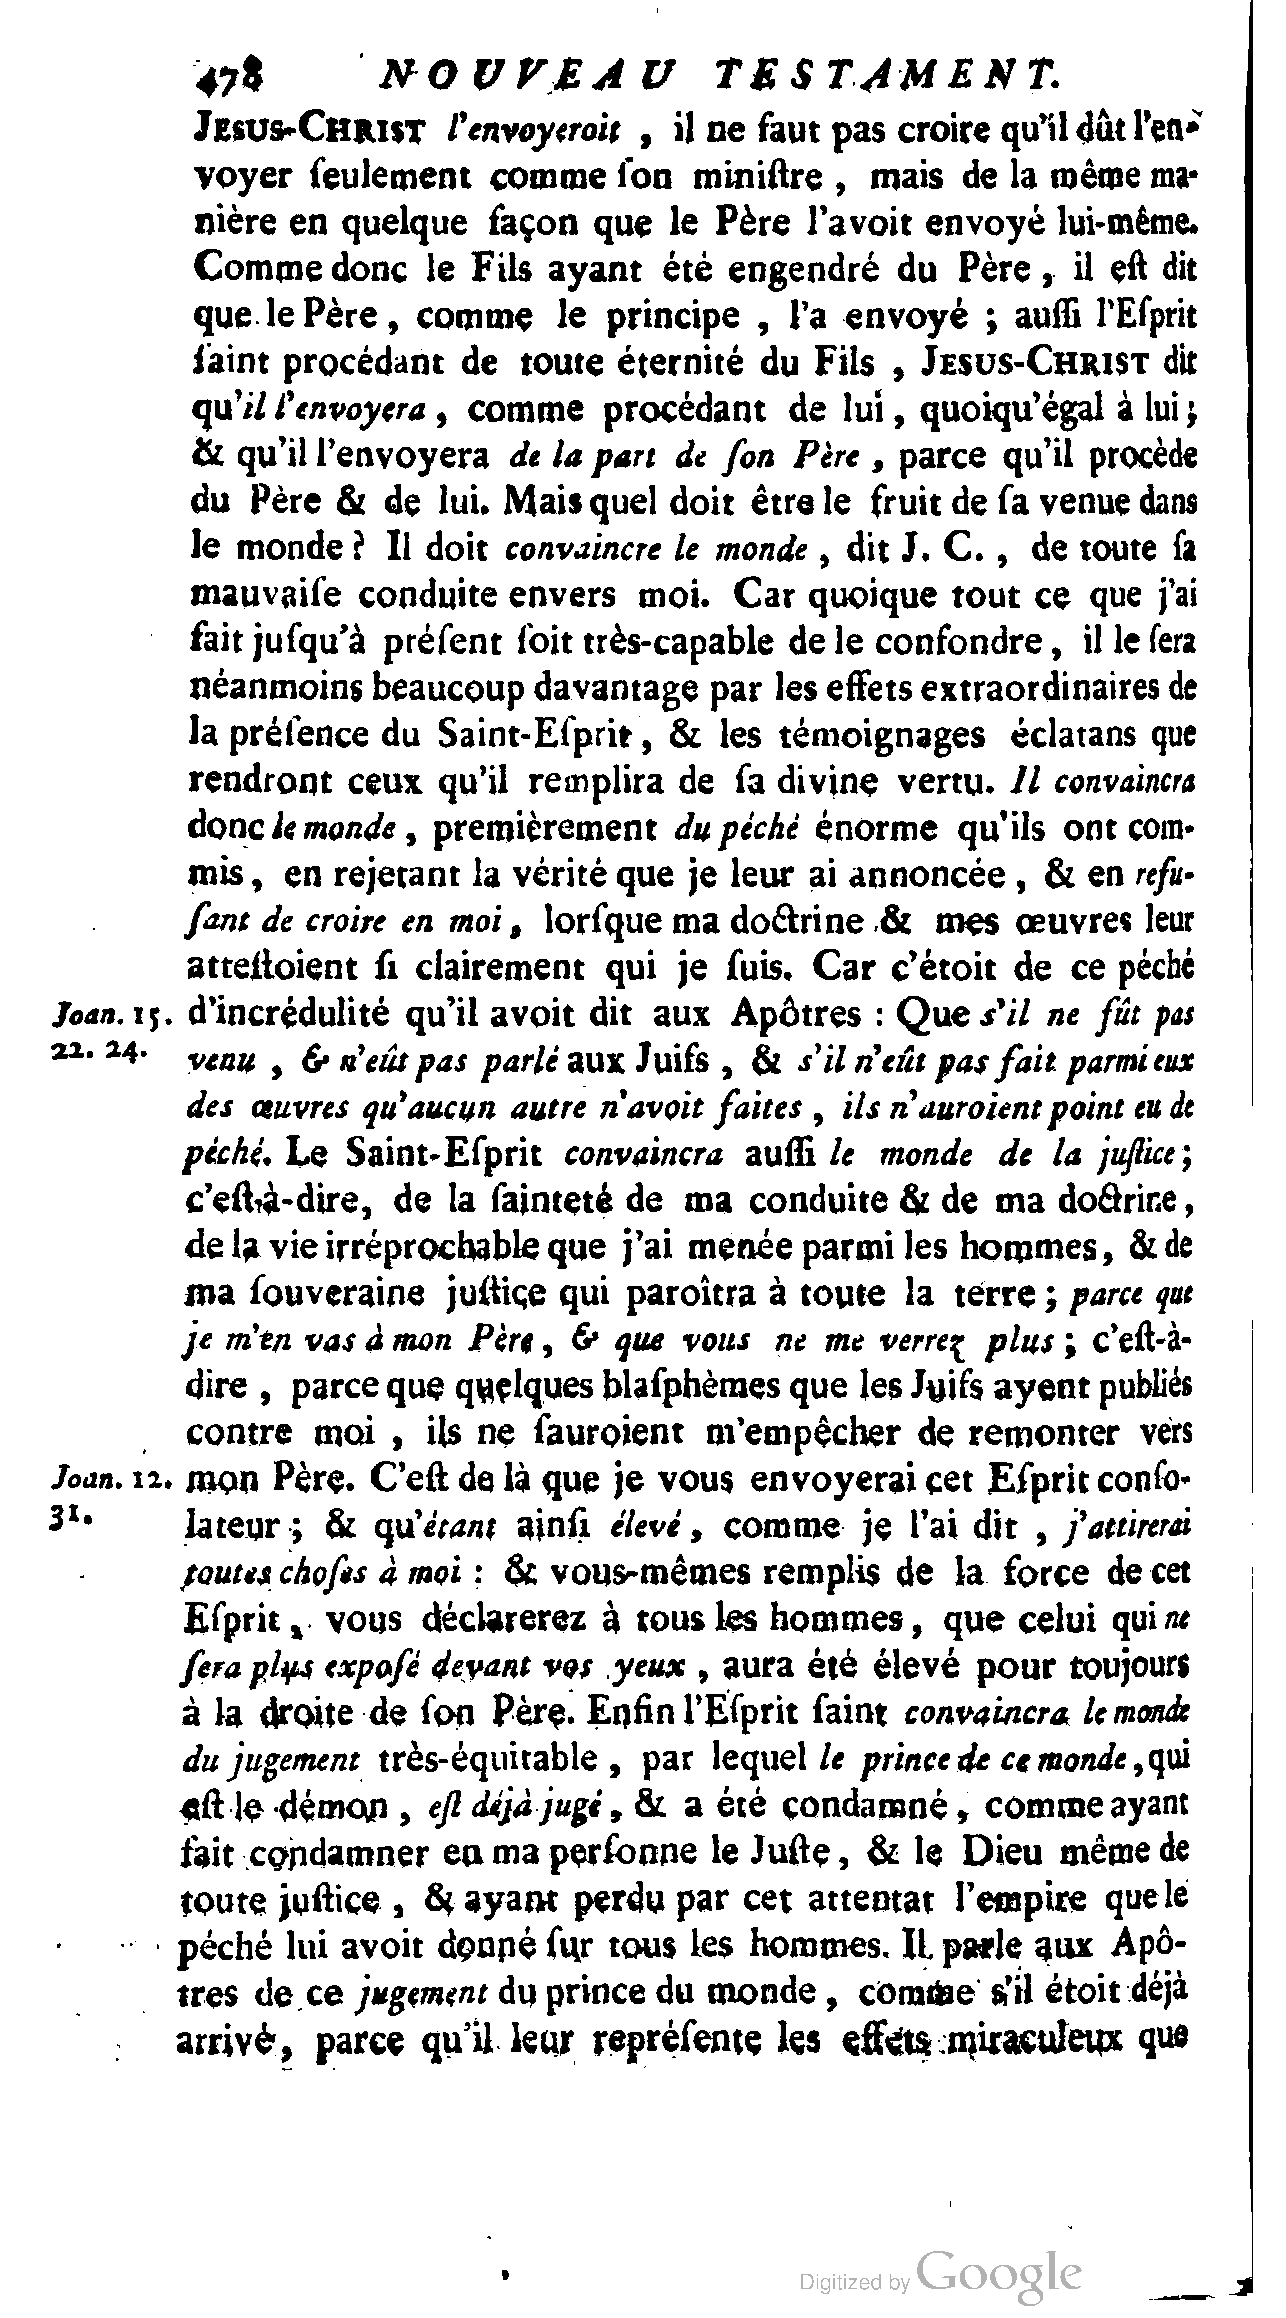 478 NOUVEAU TESTAMENT.
JESUS-CHRIST l'envoyeroit, il ne faut pas croire qu'il dût l'en-
voyer ſeulement comme ſon miniſtre, mais de la même ma-
nière en quelque façon que le Père l'avoit envoyé lui-même.
Comme donc le Fils ayant été engendré du Père, il eſt dit
que le Père, comme le principe, l'a envoyé; auſſi l'Eſprit
ſaint procédant de toute éternité du Fils, JESUS-CHRIST dit
qu'il l'envoyera, comme procédant de lui, quoiqu'égal à lui;
& qu'il l'envoyera de la part de ſon Père, parce qu'il procède
du Père & de lui. Mais quel doit être le fruit de ſa venue dans
le monde? Il doit convaincre le monde, dit J. C., de toute ſa
mauvaiſe conduite envers moi. Car quoique tout ce que j'ai
fait juſqu'à préſent ſoit très-capable de le confondre, il le ſera
néanmoins beaucoup davantage par les effets extraordinaires de
la préſence du Saint-Eſprit, & les témoignages éclatans que
rendront ceux qu'il remplira de ſa divine vertu. Il convaincra
donc le monde, premièrement du péché énorme qu'ils ont com-
mis, en rejetant la vérité que je leur ai annoncée, & en refu-
ſant de croire en moi, lorſque ma doctrine & mes œuvres leur
atteſtoient ſi clairement qui je ſuis. Car c'étoit de ce péché
Joan. 15. d'incrédulité qu'il avoit dit aux Apôtres : Que s'il ne fût pas
22. 24. venu, & n'eût pas parlé aux Juifs, & s'il n'eût pas fait parmi eux
des œuvres qu'aucun autre n'avoit faites, ils n'auroient point eu de
péché. Le Saint-Eſprit convaincra auſſi le monde de la juſtice;
c'eſt-à-dire, de la ſainteté de ma conduite & de ma doctrine,
de la vie irréprochable que j'ai menée parmi les hommes, & de
ma ſouveraine juſtice qui paroîtra à toute la terre; parce que
je m'en vas à mon Père, & que vous ne me verrez plus; c'eſt-à-
dire, parce que quelques blaſphèmes que les Juifs ayent publiés
contre moi, ils ne ſauroient m'empêcher de remonter vers
Joan. 12. mon Père. C'eſt de là que je vous envoyerai cet Eſprit conſo-
31. lateur; & qu'étant ainſi élevé, comme je l'ai dit, j'attirerai
toutes choſes à moi : & vous-mêmes remplis de la force de cet
Eſprit, vous déclarerez à tous les hommes, que celui qui ne
ſera plus expoſé devant vos yeux, aura été élevé pour toujours
à la droite de ſon Père. Enfin l'Eſprit ſaint convaincra le monde
du jugement très-équitable, par lequel le prince de ce monde, qui
eſt le démon, eſt déjà jugé, & a été condamné, comme ayant
fait condamner en ma perſonne le Juſte, & le Dieu même de
toute juſtice, & ayant perdu par cet attentat l'empire que le
péché lui avoit donné ſur tous les hommes. Il parle aux Apô-
tres de ce jugement du prince du monde, comme s'il étoit déjà
arrivé, parce qu'il leur repréſente les effets miraculeux que
Digitized by Google